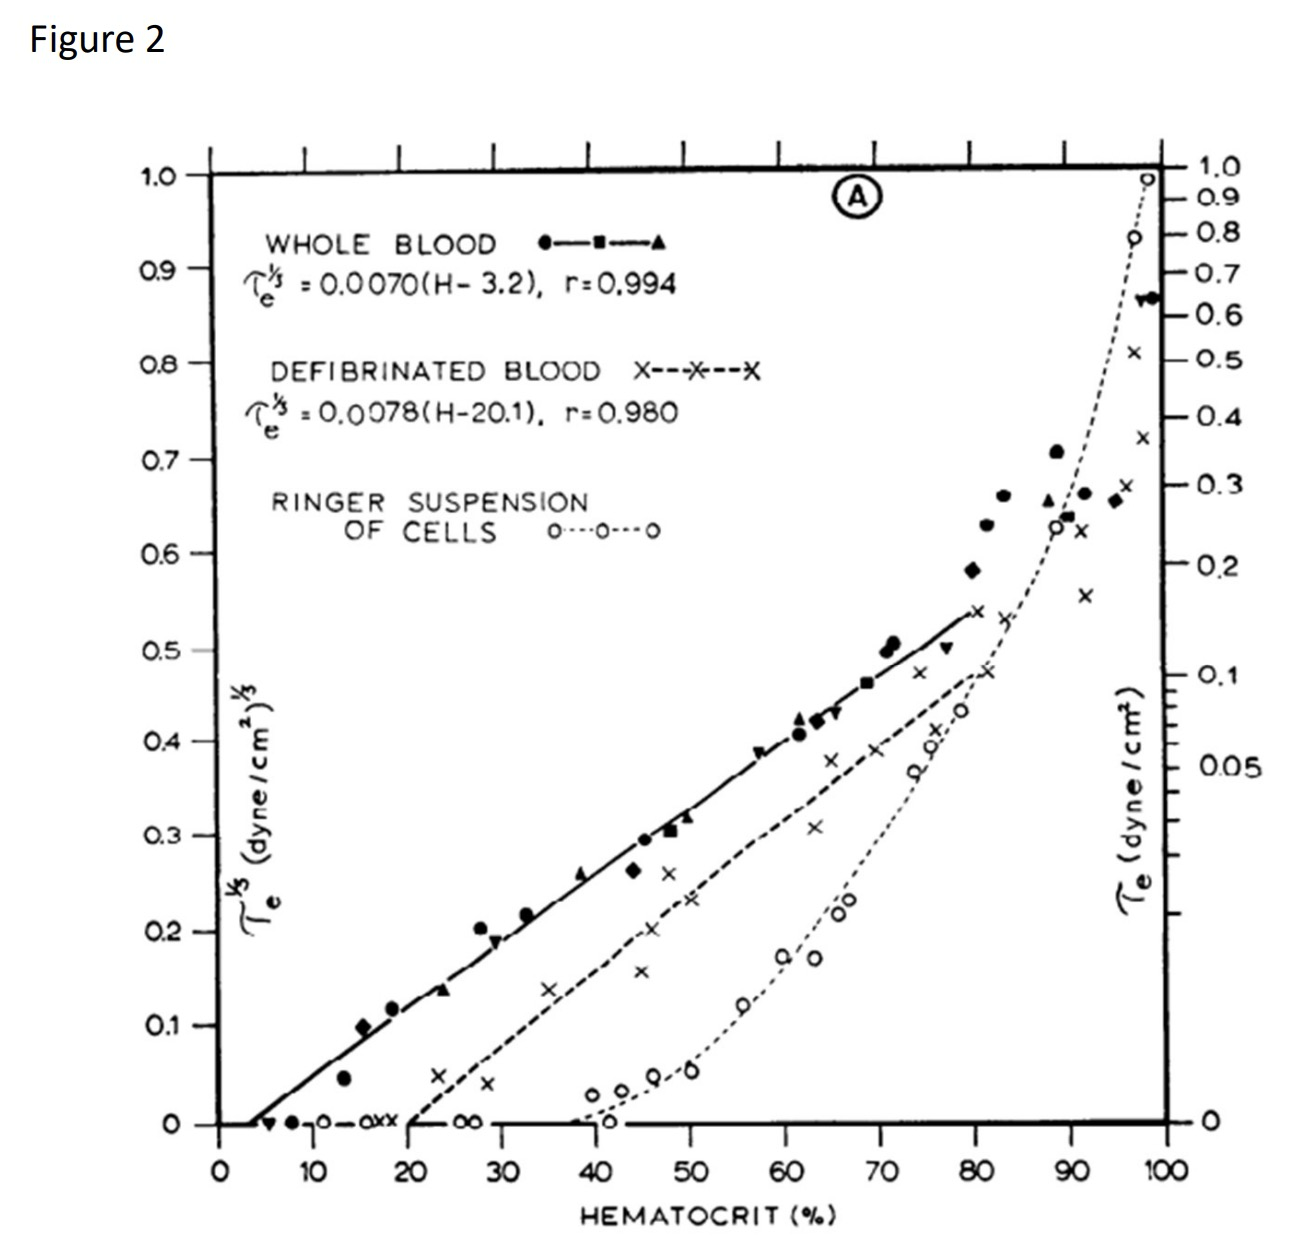 Figure 2
A
WHOLE BLOOD
τe^⅓ = 0.0070(H- 3.2), r=0.994
DEFIBRINATED BLOOD
τe^⅓ = 0.0078(H-20.1), r=0.980
RINGER SUSPENSION
OF CELLS
1.0
0.9
0.8
0.7
0.6
0.5
0.4
0.3
0.2
0.1
0
τe^⅓ (dyne/cm²)^⅓
1.0
0.9
0.8
0.7
0.6
0.5
0.4
0.3
0.2
0.1
0.05
0
τe (dyne/cm²)
0 10 20 30 40 50 60 70 80 90 100
HEMATOCRIT (%)